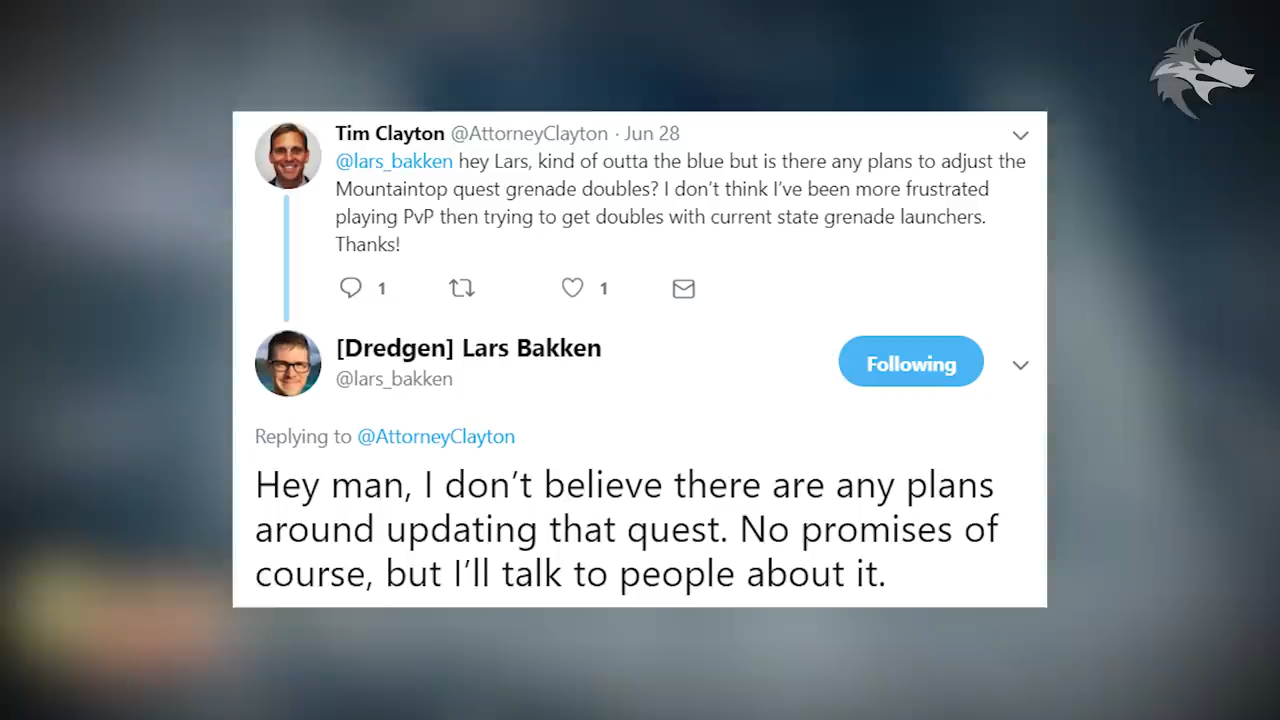 Tim Clayton @AttorneyClayton · Jun 28
@lars_bakken hey Lars, kind of outta the blue but is there any plans to adjust the
Mountaintop quest grenade doubles? I don't think I've been more frustrated
playing PvP then trying to get doubles with current state grenade launchers.
Thanks!
1 1
[Dredgen] Lars Bakken
@lars_bakken
Following
Replying to @AttorneyClayton
Hey man, I don't believe there are any plans
around updating that quest. No promises of
course, but I'll talk to people about it.